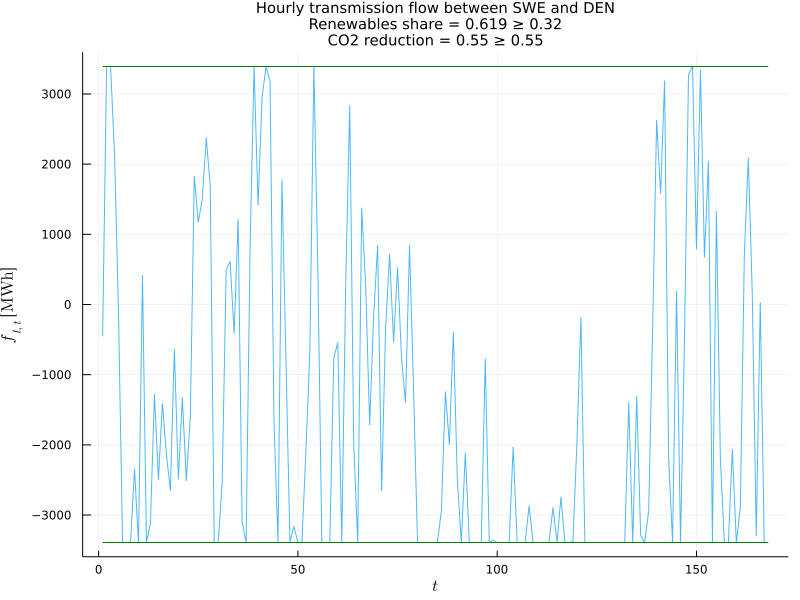 Hourly transmission flow between SWE and DEN
Renewables share = 0.619 ≥ 0.32
CO2 reduction = 0.55 ≥ 0.55
3000
2000
1000
0
−1000
−2000
−3000
f l, t [MWh]
0
50
100
150
t